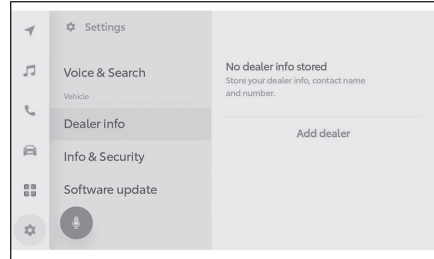 Settings
Voice & Search
Vehicle
Dealer info
Info & Security
Software update
No dealer info stored
Store your dealer info, contact name
and number.
Add dealer